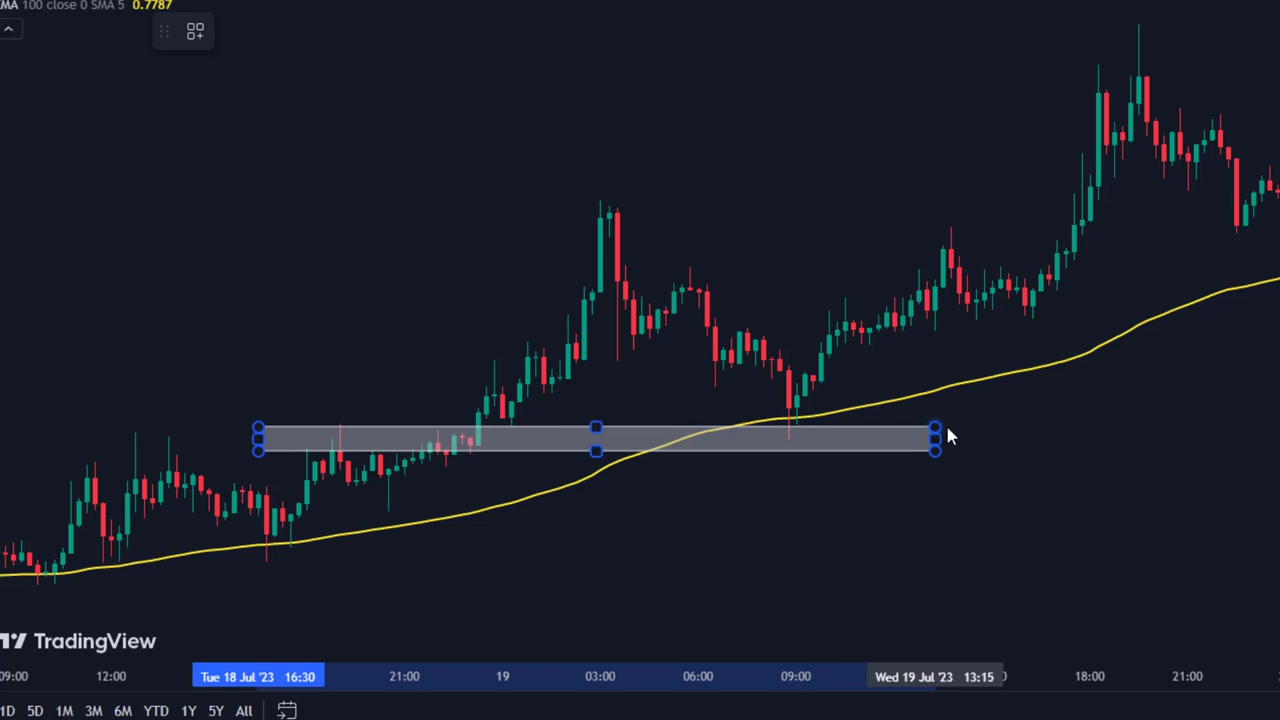 MA 100 close 0 SMA 5 0.7787
TradingView
09:00 12:00 Tue 18 Jul '23 16:30 21:00 19 03:00 06:00 09:00 Wed 19 Jul '23 13:15 18:00 21:00
1D 5D 1M 3M 6M YTD 1Y 5Y All